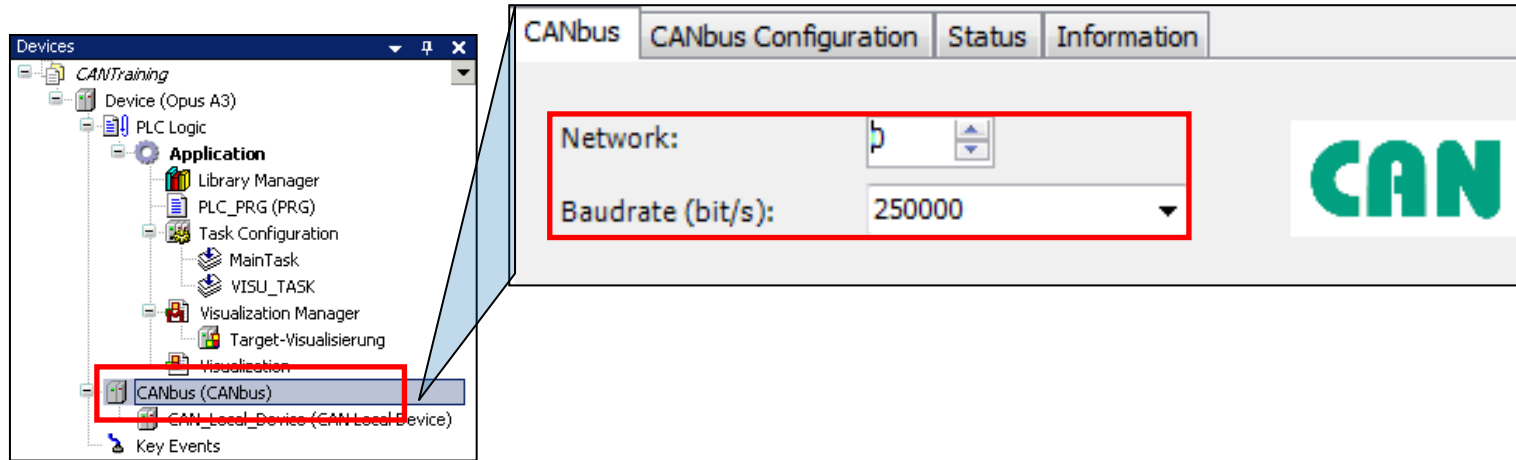 Devices
CANTraining
Device (Opus A3)
PLC Logic
Application
Library Manager
PLC_PRG (PRG)
Task Configuration
MainTask
VISU_TASK
Visualization Manager
Target-Visualisierung
Visualization
CANbus (CANbus)
CAN_Local_Device (CAN Local Device)
Key Events
CANbus CANbus Configuration Status Information
Network:
Baudrate (bit/s): 250000
CAN